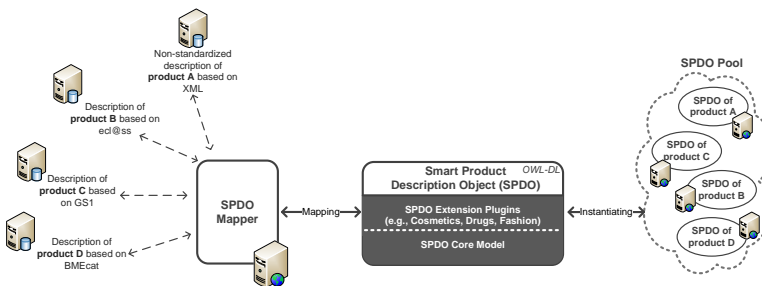 Non-standardized
description of
product A based on
XML
Description of
product B based on
ecl@ss
Description of
product C based
on GS1
Description of
product D based on
BMEcat
SPDO
Mapper
Mapping
Smart Product
Description Object (SPDO)
OWL-DL
SPDO Extension Plugins
(e.g., Cosmetics, Drugs, Fashion)
SPDO Core Model
Instantiating
SPDO Pool
SPDO of
product A
SPDO of
product C
SPDO of
product B
SPDO of
product D